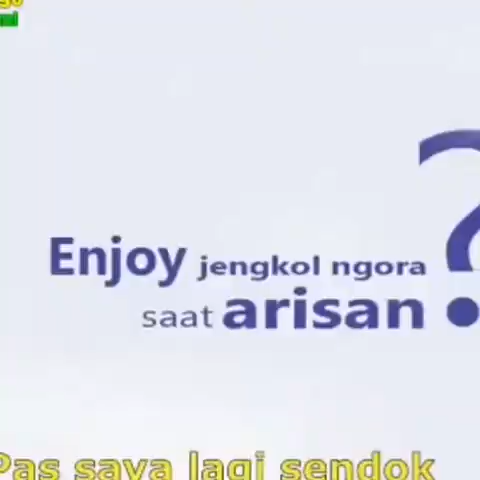 Enjoy jengkol ngora
saat arisan?
Pas saya lagi sendok